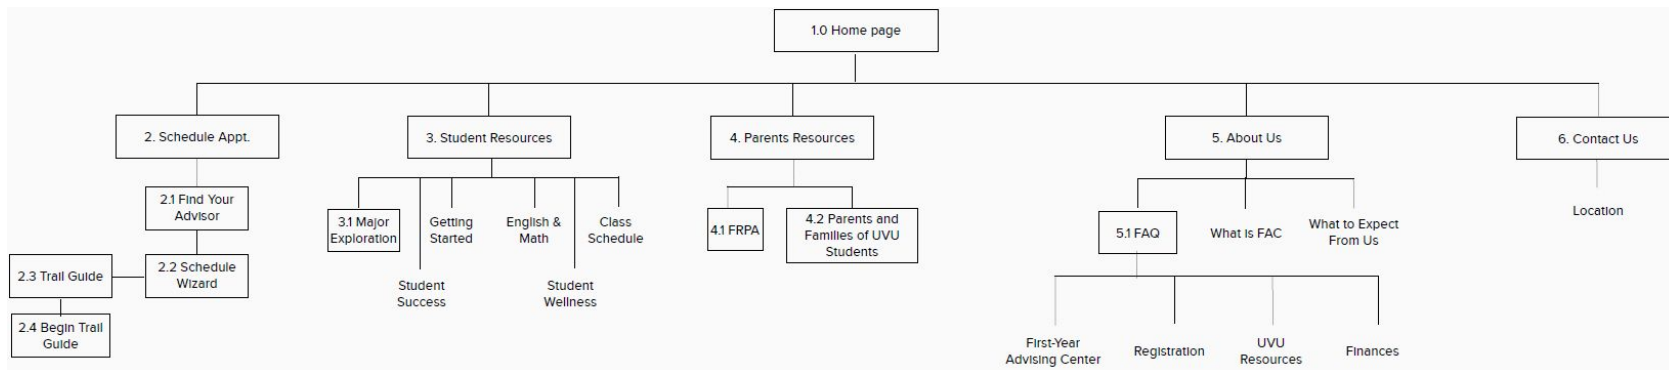 1.0 Home page
2. Schedule Appt.
3. Student Resources
4. Parents Resources
5. About Us
6. Contact Us
2.1 Find Your
Advisor
2.2 Schedule
Wizard
2.3 Trail Guide
2.4 Begin Trail
Guide
3.1 Major
Exploration
Student
Success
Getting
Started
English &
Math
Student
Wellness
Class
Schedule
4.1 FRPA
4.2 Parents and
Families of UVU
Students
5.1 FAQ
What is FAC
What to Expect
From Us
First-Year
Advising Center
Registration
UVU
Resources
Finances
Location